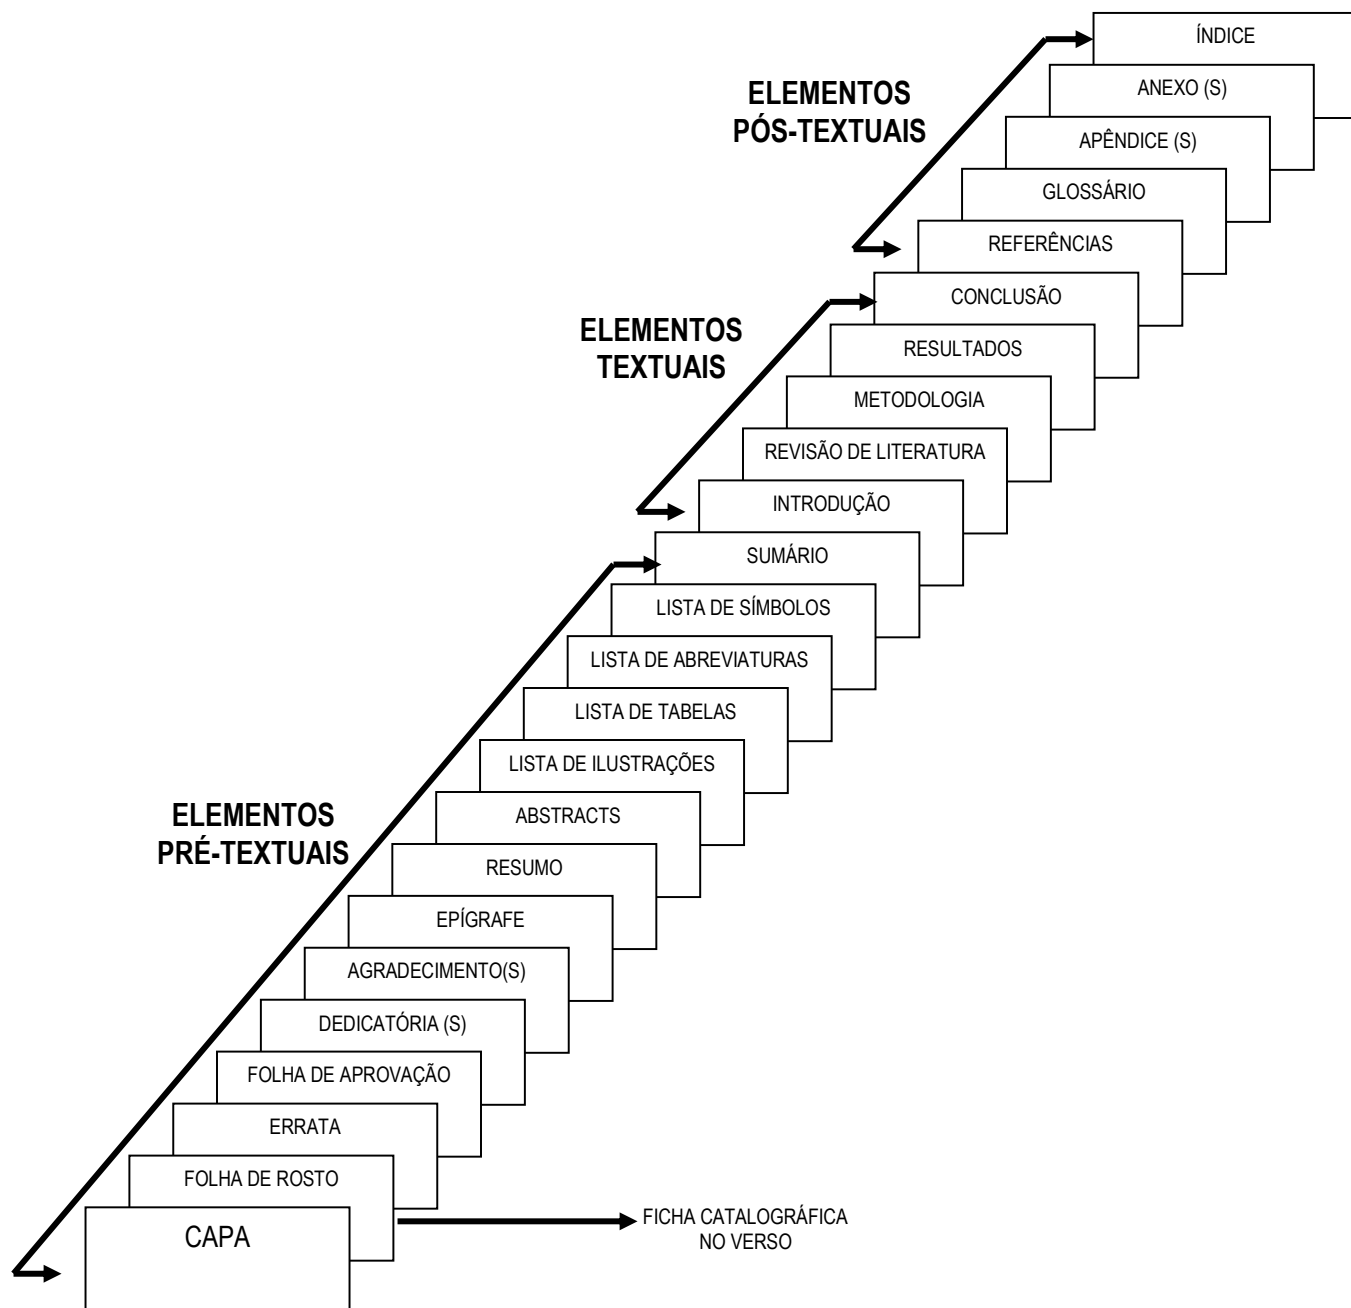 ÍNDICE
ELEMENTOS
PÓS-TEXTUAIS
ANEXO (S)
APÊNDICE (S)
GLOSSÁRIO
REFERÊNCIAS
CONCLUSÃO
ELEMENTOS
TEXTUAIS
RESULTADOS
METODOLOGIA
REVISÃO DE LITERATURA
INTRODUÇÃO
SUMÁRIO
LISTA DE SÍMBOLOS
LISTA DE ABREVIATURAS
LISTA DE TABELAS
LISTA DE ILUSTRAÇÕES
ELEMENTOS
PRÉ-TEXTUAIS
ABSTRACTS
RESUMO
EPÍGRAFE
AGRADECIMENTO(S)
DEDICATÓRIA (S)
FOLHA DE APROVAÇÃO
ERRATA
FOLHA DE ROSTO
CAPA
FICHA CATALOGRÁFICA
NO VERSO